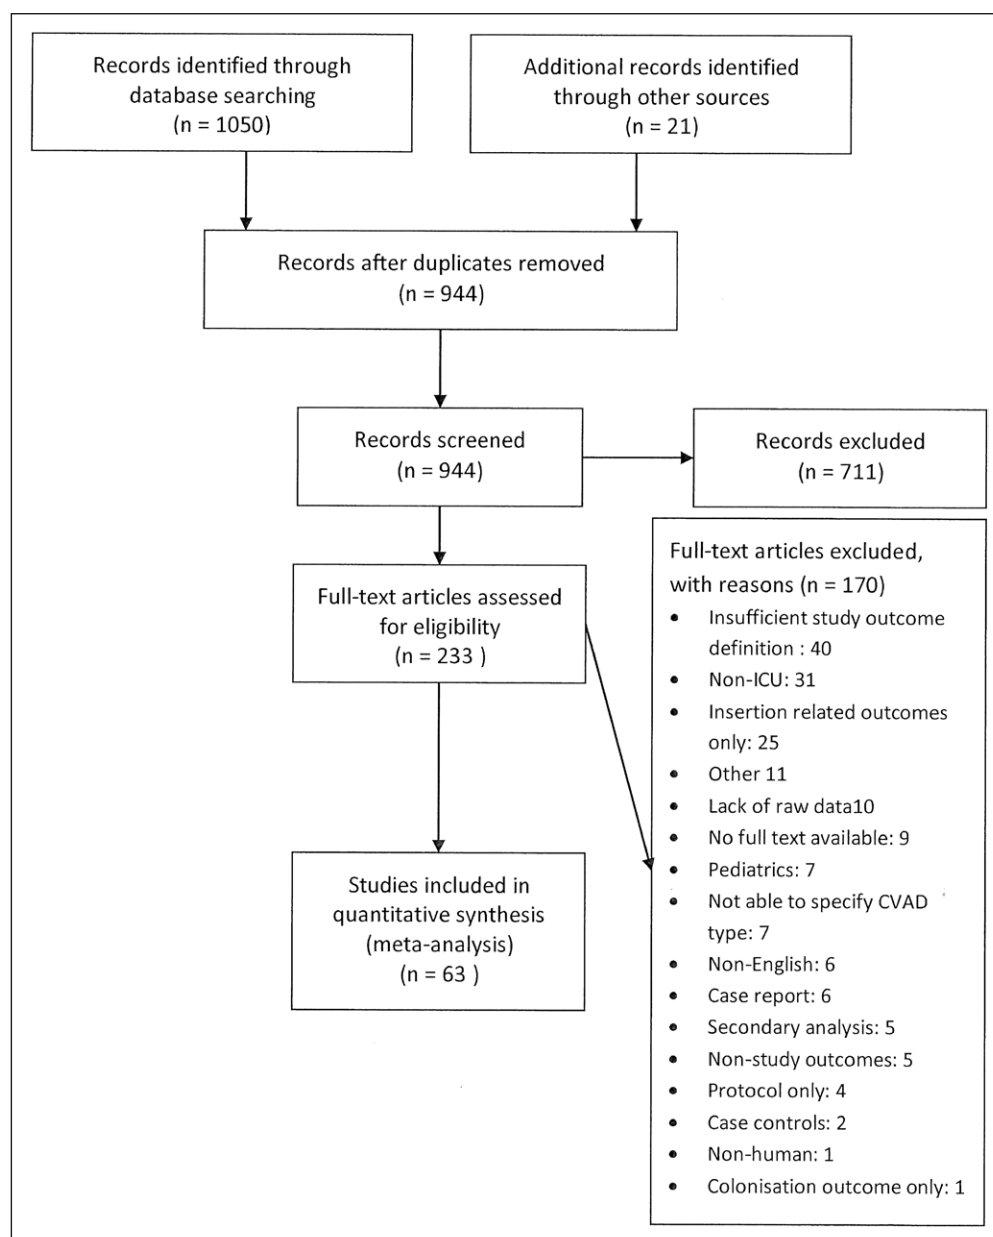 Records identified through
database searching
(n = 1050)
Additional records identified
through other sources
(n = 21)
Records after duplicates removed
(n = 944)
Records screened
(n = 944)
Records excluded
(n = 711)
Full-text articles assessed
for eligibility
(n = 233 )
Full-text articles excluded,
with reasons (n = 170)
• Insufficient study outcome
definition : 40
• Non-ICU: 31
• Insertion related outcomes
only: 25
• Other 11
• Lack of raw data10
• No full text available: 9
• Pediatrics: 7
• Not able to specify CVAD
type: 7
• Non-English: 6
• Case report: 6
• Secondary analysis: 5
• Non-study outcomes: 5
• Protocol only: 4
• Case controls: 2
• Non-human: 1
• Colonisation outcome only: 1
Studies included in
quantitative synthesis
(meta-analysis)
(n = 63 )